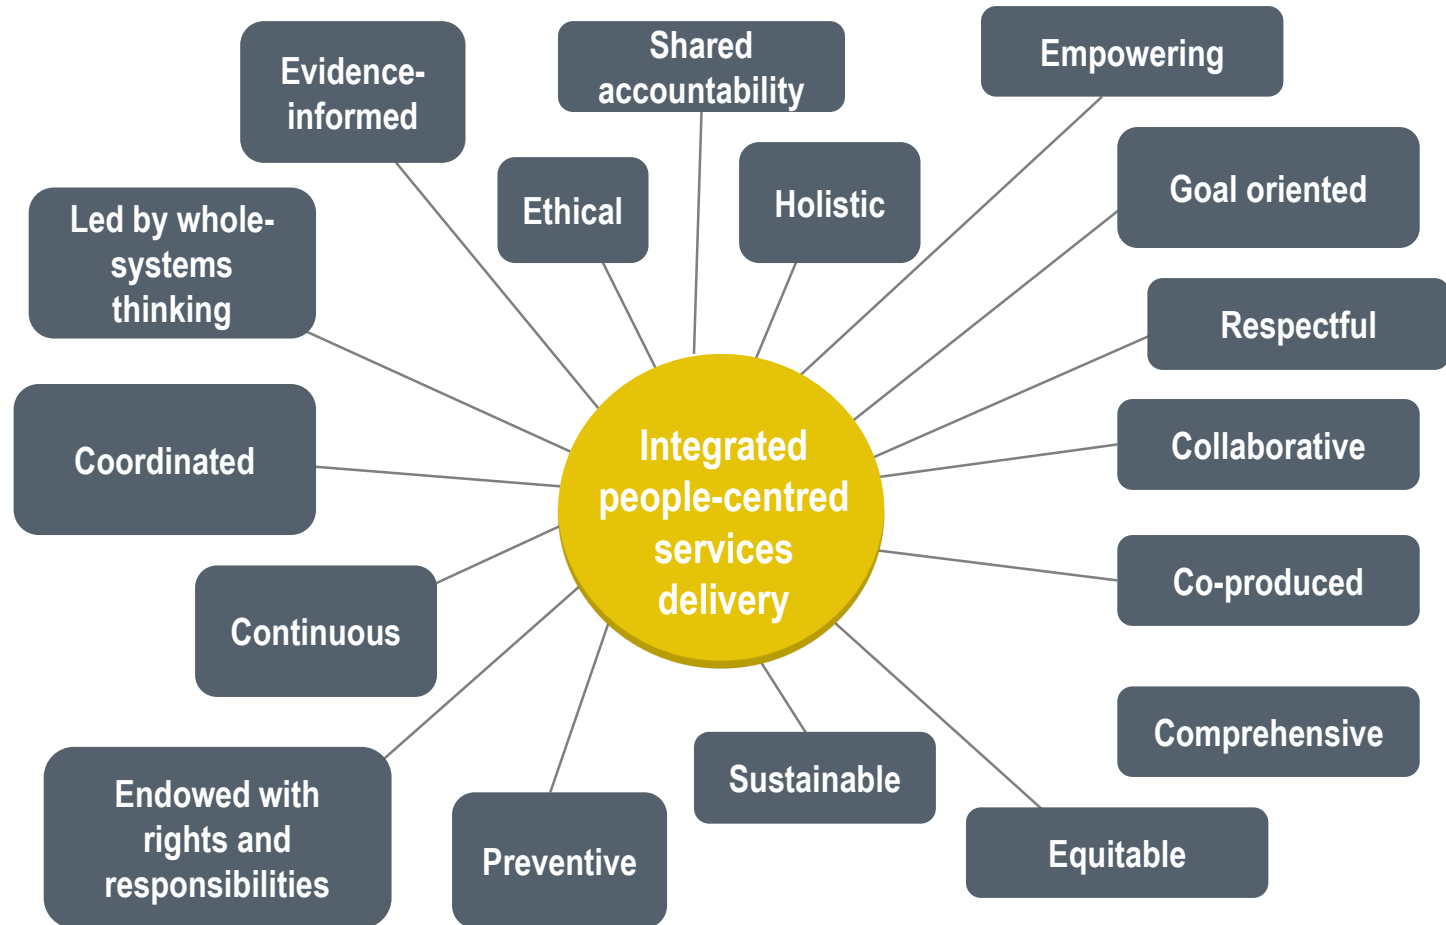 Shared
accountability
Empowering
Evidence-
informed
Ethical
Holistic
Goal oriented
Led by whole-
systems
thinking
Respectful
Coordinated
Integrated
people-centred
services
delivery
Collaborative
Continuous
Co-produced
Comprehensive
Endowed with
rights and
responsibilities
Preventive
Sustainable
Equitable